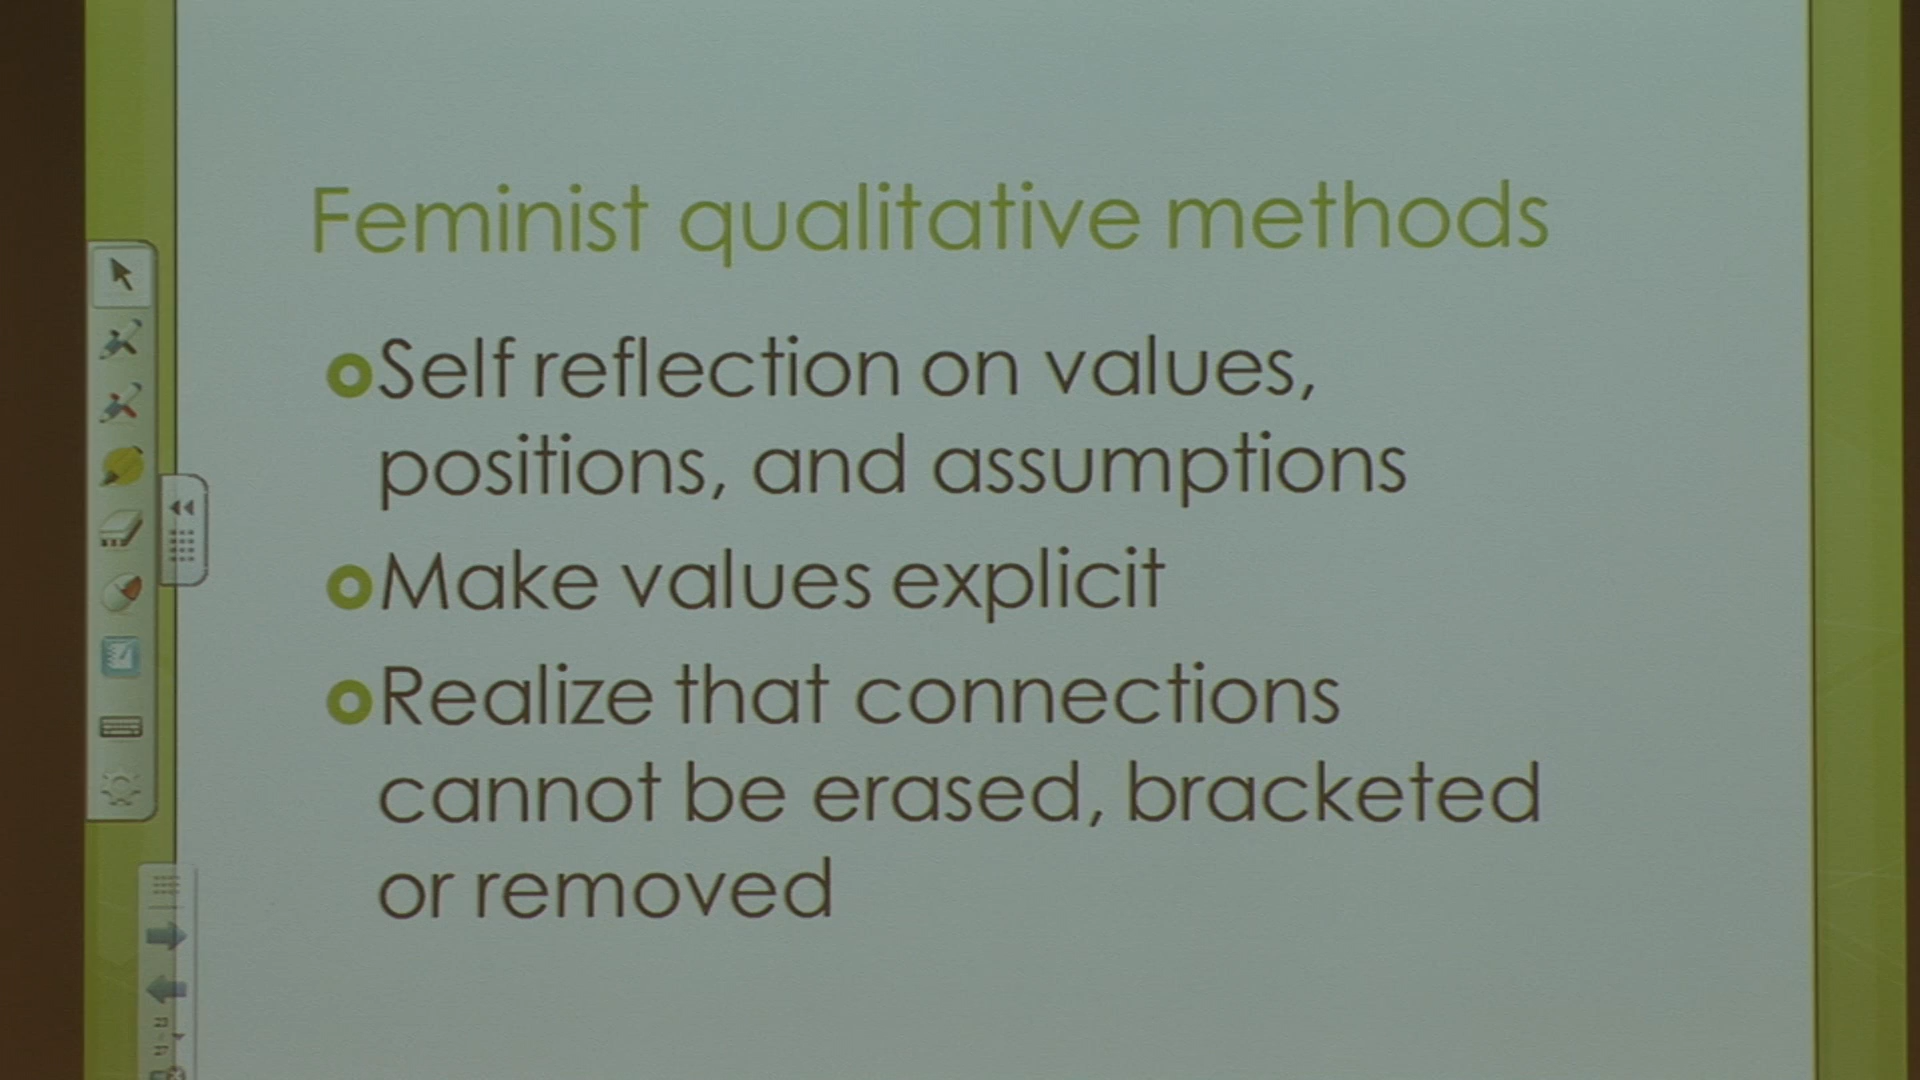 Feminist qualitative methods
Self reflection on values,
positions, and assumptions
Make values explicit
Realize that connections
cannot be erased, bracketed
or removed